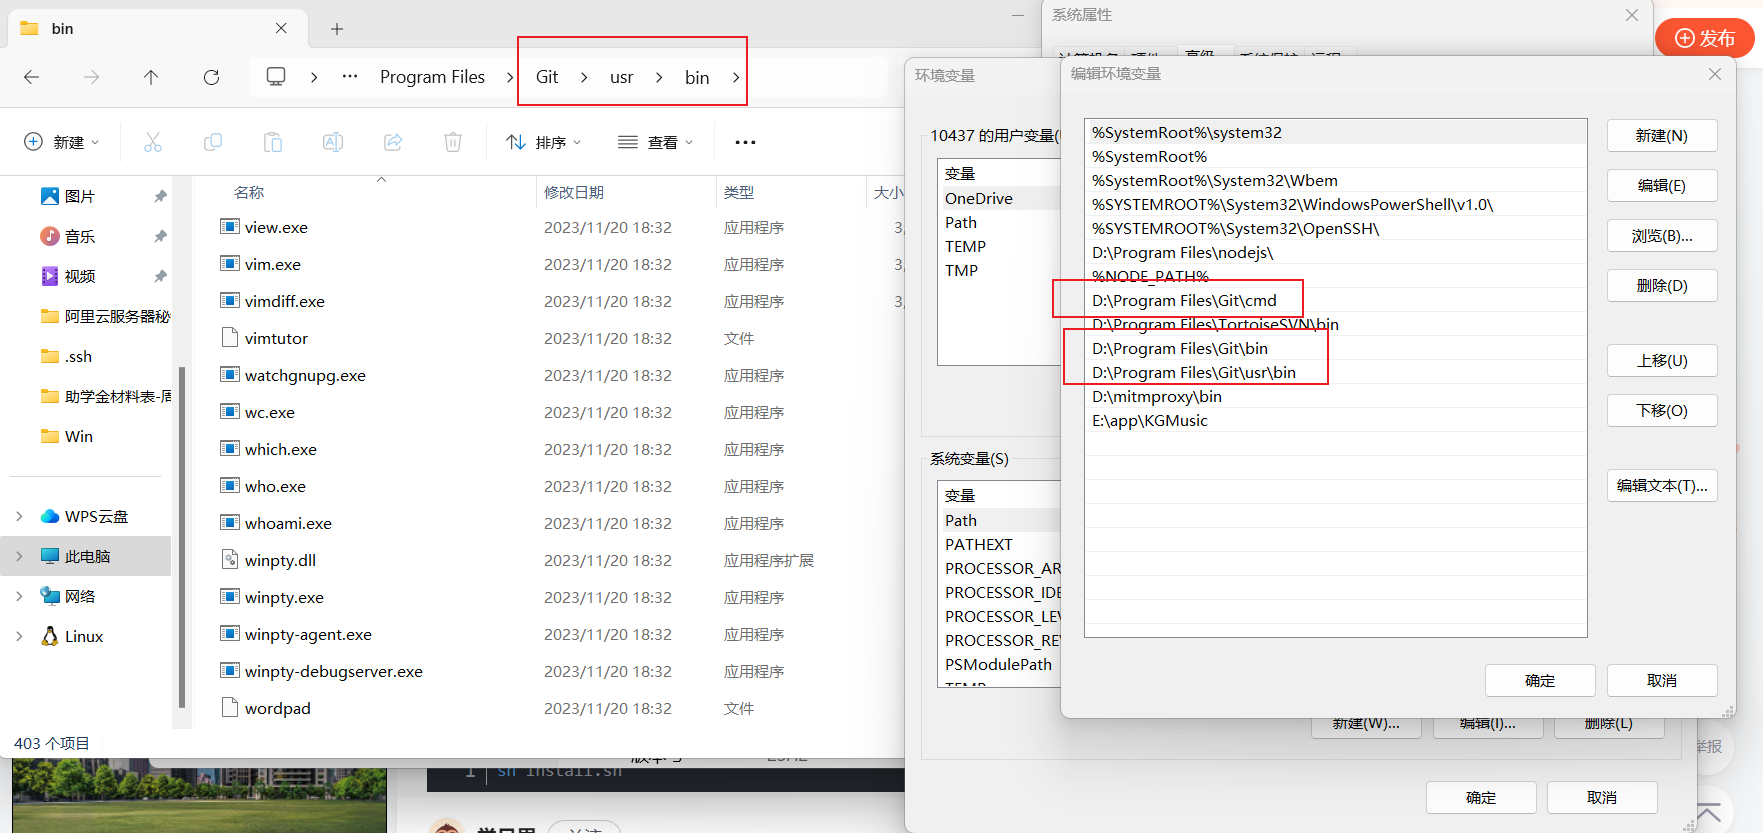 bin
Program Files
Git
usr
bin
新建
排序
查看
图片
音乐
视频
阿里云服务器秘
.ssh
助学金材料表-周
Win
WPS云盘
此电脑
网络
Linux
名称 修改日期 类型 大小
view.exe 2023/11/20 18:32 应用程序 3,
vim.exe 2023/11/20 18:32 应用程序 3,
vimdiff.exe 2023/11/20 18:32 应用程序 3,
vimtutor 2023/11/20 18:32 文件
watchgnupg.exe 2023/11/20 18:32 应用程序
wc.exe 2023/11/20 18:32 应用程序
which.exe 2023/11/20 18:32 应用程序
who.exe 2023/11/20 18:32 应用程序
whoami.exe 2023/11/20 18:32 应用程序
winpty.dll 2023/11/20 18:32 应用程序扩展
winpty.exe 2023/11/20 18:32 应用程序
winpty-agent.exe 2023/11/20 18:32 应用程序
winpty-debugserver.exe 2023/11/20 18:32 应用程序
wordpad 2023/11/20 18:32 文件
403 个项目
1 sh install.sh
系统属性
高级
发布
环境变量
10437 的用户变量(
变量
OneDrive
Path
TEMP
TMP
系统变量(S)
变量
Path
PATHEXT
PROCESSOR_AR
PROCESSOR_IDE
PROCESSOR_LE
PROCESSOR_RE
PSModulePath
TEMP
新建(W)...
编辑(I)...
删除(L)
确定
取消
编辑环境变量
%SystemRoot%\system32
%SystemRoot%
%SystemRoot%\System32\Wbem
%SYSTEMROOT%\System32\WindowsPowerShell\v1.0\
%SYSTEMROOT%\System32\OpenSSH\
D:\Program Files\nodejs\
%NODE_PATH%
D:\Program Files\Git\cmd
D:\Program Files\TortoiseSVN\bin
D:\Program Files\Git\bin
D:\Program Files\Git\usr\bin
D:\mitmproxy\bin
E:\app\KGMusic
新建(N)
编辑(E)
浏览(B)...
删除(D)
上移(U)
下移(O)
编辑文本(T)...
确定
取消
举报